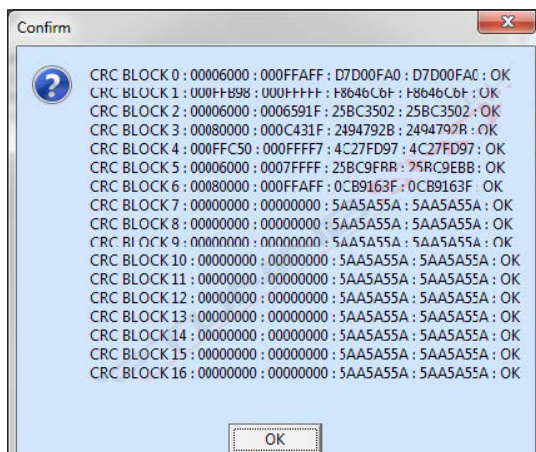 Confirm
CRC BLOCK 0 : 00006000 : 000FFAFF : D7D00FA0 : D7D00FA0 : OK
CRC BLOCK 1 : 000FFB98 : 000FFFFF : F8646C6F : F8646C6F : OK
CRC BLOCK 2 : 00006000 : 0006591F : 25BC3502 : 25BC3502 : OK
CRC BLOCK 3 : 00080000 : 000C431F : 2494792B : 2494792B : OK
CRC BLOCK 4 : 000FFC50 : 000FFFF7 : 4C27FD97 : 4C27FD97 : OK
CRC BLOCK 5 : 00006000 : 0007FFFF : 25BC9EBB : 25BC9EBB : OK
CRC BLOCK 6 : 00080000 : 000FFAFF : 0CB9163F : 0CB9163F : OK
CRC BLOCK 7 : 00000000 : 00000000 : 5AA5A55A : 5AA5A55A : OK
CRC BLOCK 8 : 00000000 : 00000000 : 5AA5A55A : 5AA5A55A : OK
CRC BLOCK 9 : 00000000 : 00000000 : 5AA5A55A : 5AA5A55A : OK
CRC BLOCK 10 : 00000000 : 00000000 : 5AA5A55A : 5AA5A55A : OK
CRC BLOCK 11 : 00000000 : 00000000 : 5AA5A55A : 5AA5A55A : OK
CRC BLOCK 12 : 00000000 : 00000000 : 5AA5A55A : 5AA5A55A : OK
CRC BLOCK 13 : 00000000 : 00000000 : 5AA5A55A : 5AA5A55A : OK
CRC BLOCK 14 : 00000000 : 00000000 : 5AA5A55A : 5AA5A55A : OK
CRC BLOCK 15 : 00000000 : 00000000 : 5AA5A55A : 5AA5A55A : OK
CRC BLOCK 16 : 00000000 : 00000000 : 5AA5A55A : 5AA5A55A : OK
OK